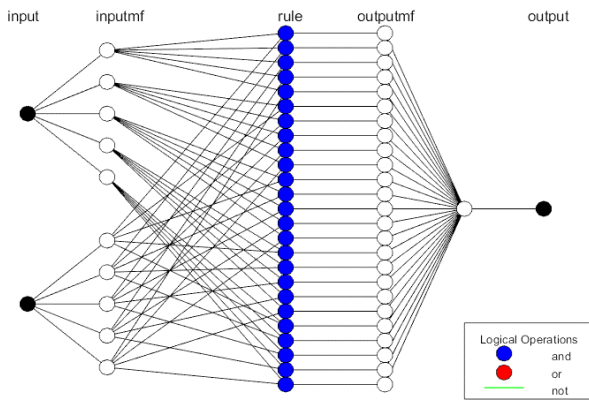 input inputmf rule outputmf output
Logical Operations
and
or
not